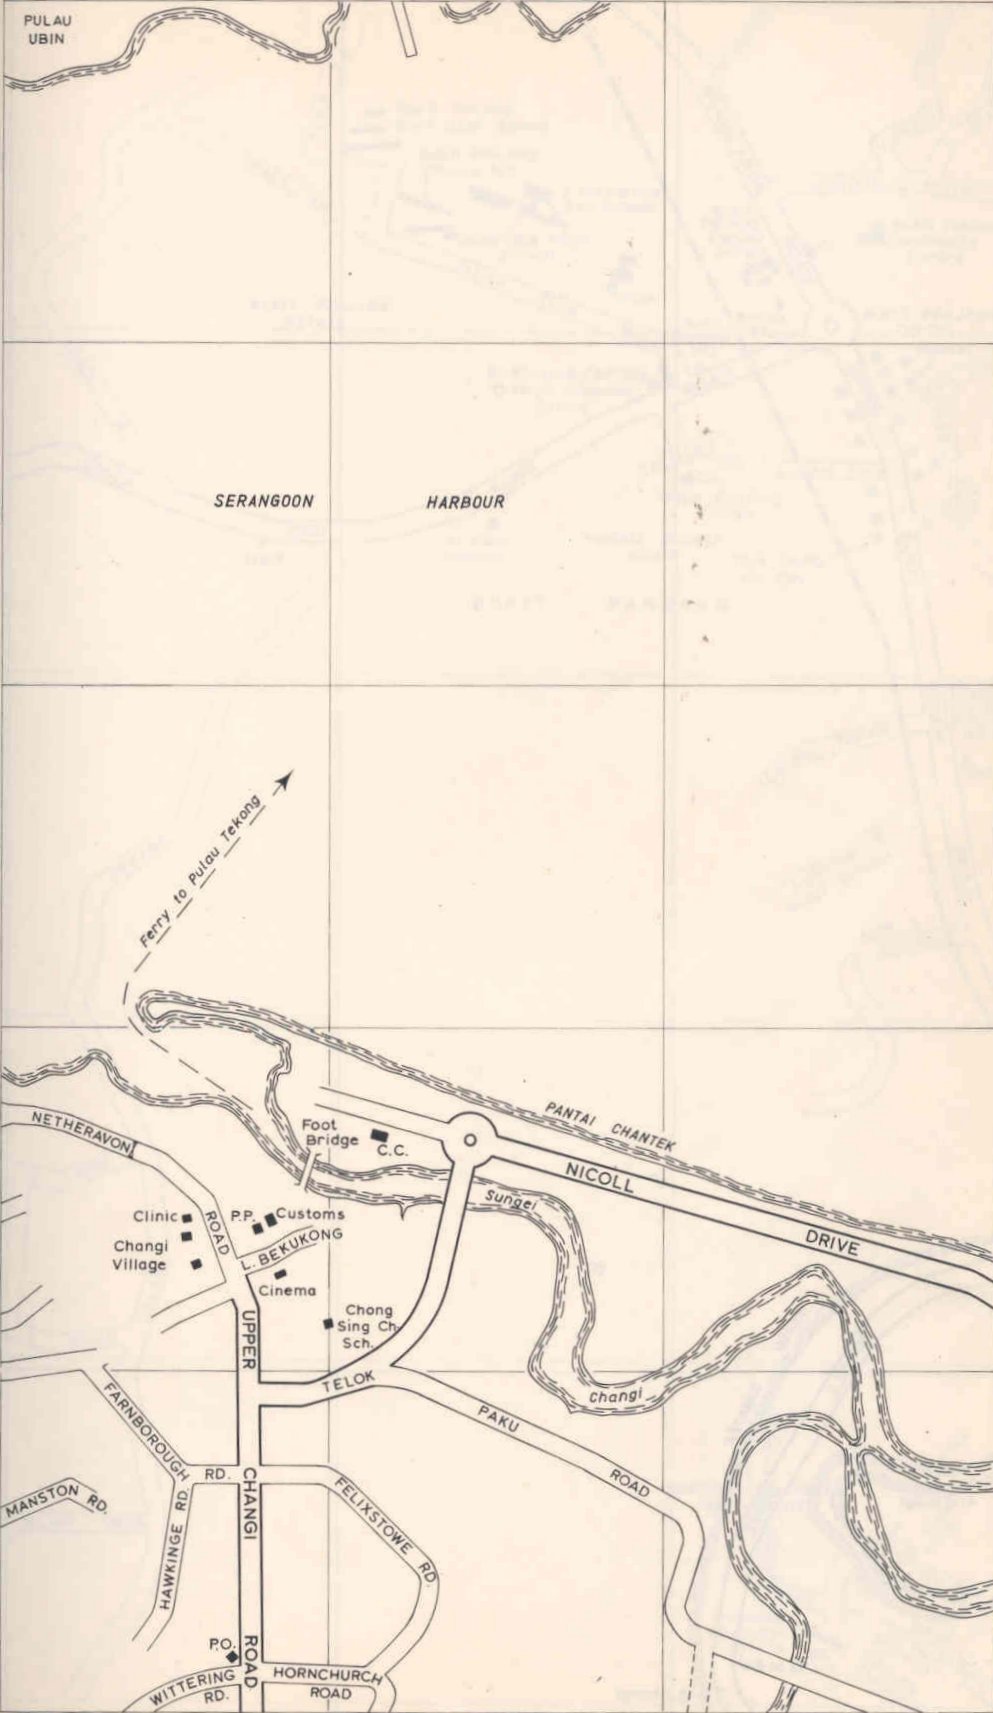 PULAU
UBIN
SERANGOON HARBOUR
Ferry to Pulau Tekong
PANTAI CHANTEK
NETHERAVON ROAD
Foot
Bridge
C.C.
NICOLL DRIVE
Sungei Changi
Clinic
P.P.
Customs
Changi
Village
L. BEKUKONG
Cinema
Chong
Sing Ch.
Sch.
UPPER CHANGI ROAD
TELOK PAKU ROAD
FARNBOROUGH RD.
FELIXSTOWE RD.
MANSTON RD.
HAWKINGE RD.
P.O.
WITTERING
RD.
HORNCHURCH
ROAD